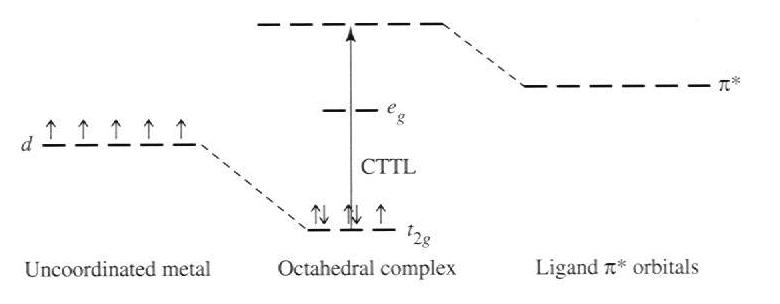 π*
e_g
d
CTTL
t_2g
Uncoordinated metal
Octahedral complex
Ligand π* orbitals